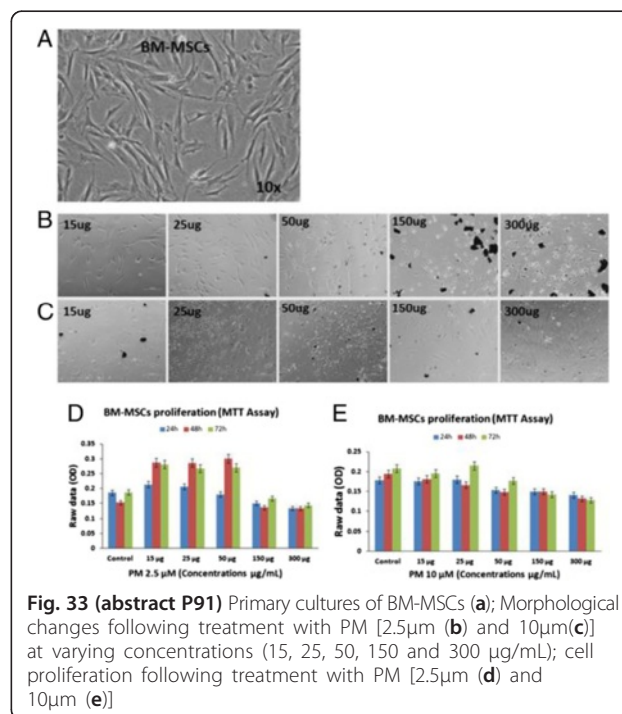 A
BM-MSCs
10x
B
15ug
25ug
50ug
150ug
300ug
C
15ug
25ug
50ug
150ug
300ug
D
BM-MSCs proliferation (MTT Assay)
24h 48h 72h
Raw data (OD)
0.35
0.3
0.25
0.2
0.15
0.1
0.05
0
Control 15 µg 25 µg 50 µg 150 µg 300 µg
PM 2.5 µM (Concentrations µg/mL)
E
BM-MSCs proliferation (MTT Assay)
24h 48h 72h
Raw data (OD)
0.25
0.2
0.15
0.1
0.05
0
Control 15 µg 25 µg 50 µg 150 µg 300 µg
PM 10 µM (Concentrations µg/mL)
Fig. 33 (abstract P91) Primary cultures of BM-MSCs (a); Morphological
changes following treatment with PM [2.5µm (b) and 10µm(c)]
at varying concentrations (15, 25, 50, 150 and 300 µg/mL); cell
proliferation following treatment with PM [2.5µm (d) and
10µm (e)]